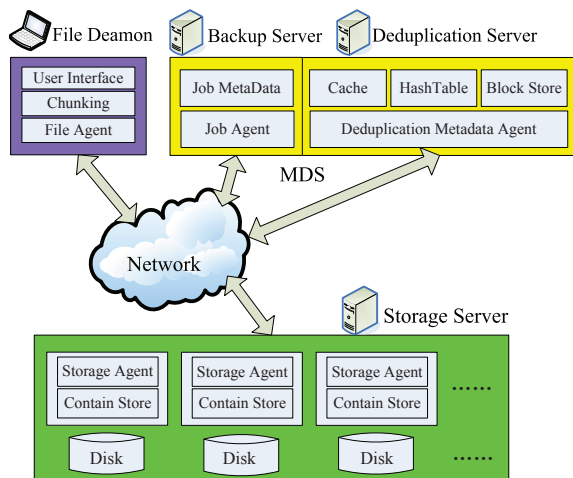 File Deamon
Backup Server
Deduplication Server
User Interface
Chunking
File Agent
Job MetaData
Job Agent
Cache
HashTable
Block Store
Deduplication Metadata Agent
MDS
Network
Storage Server
Storage Agent
Contain Store
Storage Agent
Contain Store
Storage Agent
Contain Store
......
Disk
Disk
Disk
......